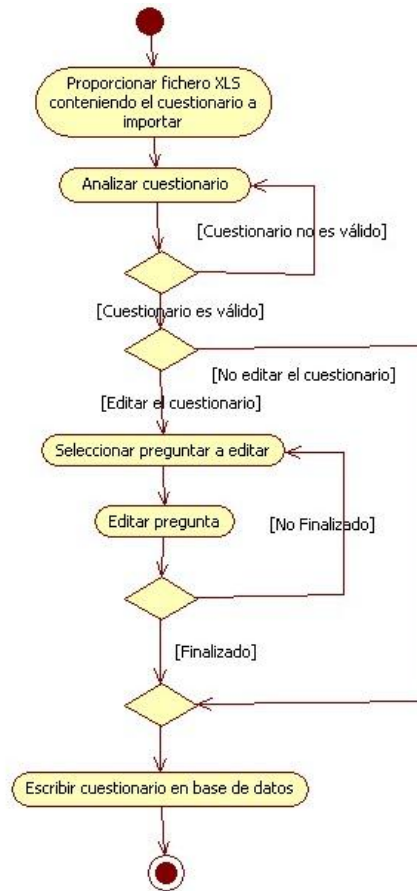 Proporcionar fichero XLS
conteniendo el cuestionario a
importar
Analizar cuestionario
[Cuestionario no es válido]
[Cuestionario es válido]
[No editar el cuestionario]
[Editar el cuestionario]
Seleccionar preguntar a editar
Editar pregunta
[No Finalizado]
[Finalizado]
Escribir cuestionario en base de datos